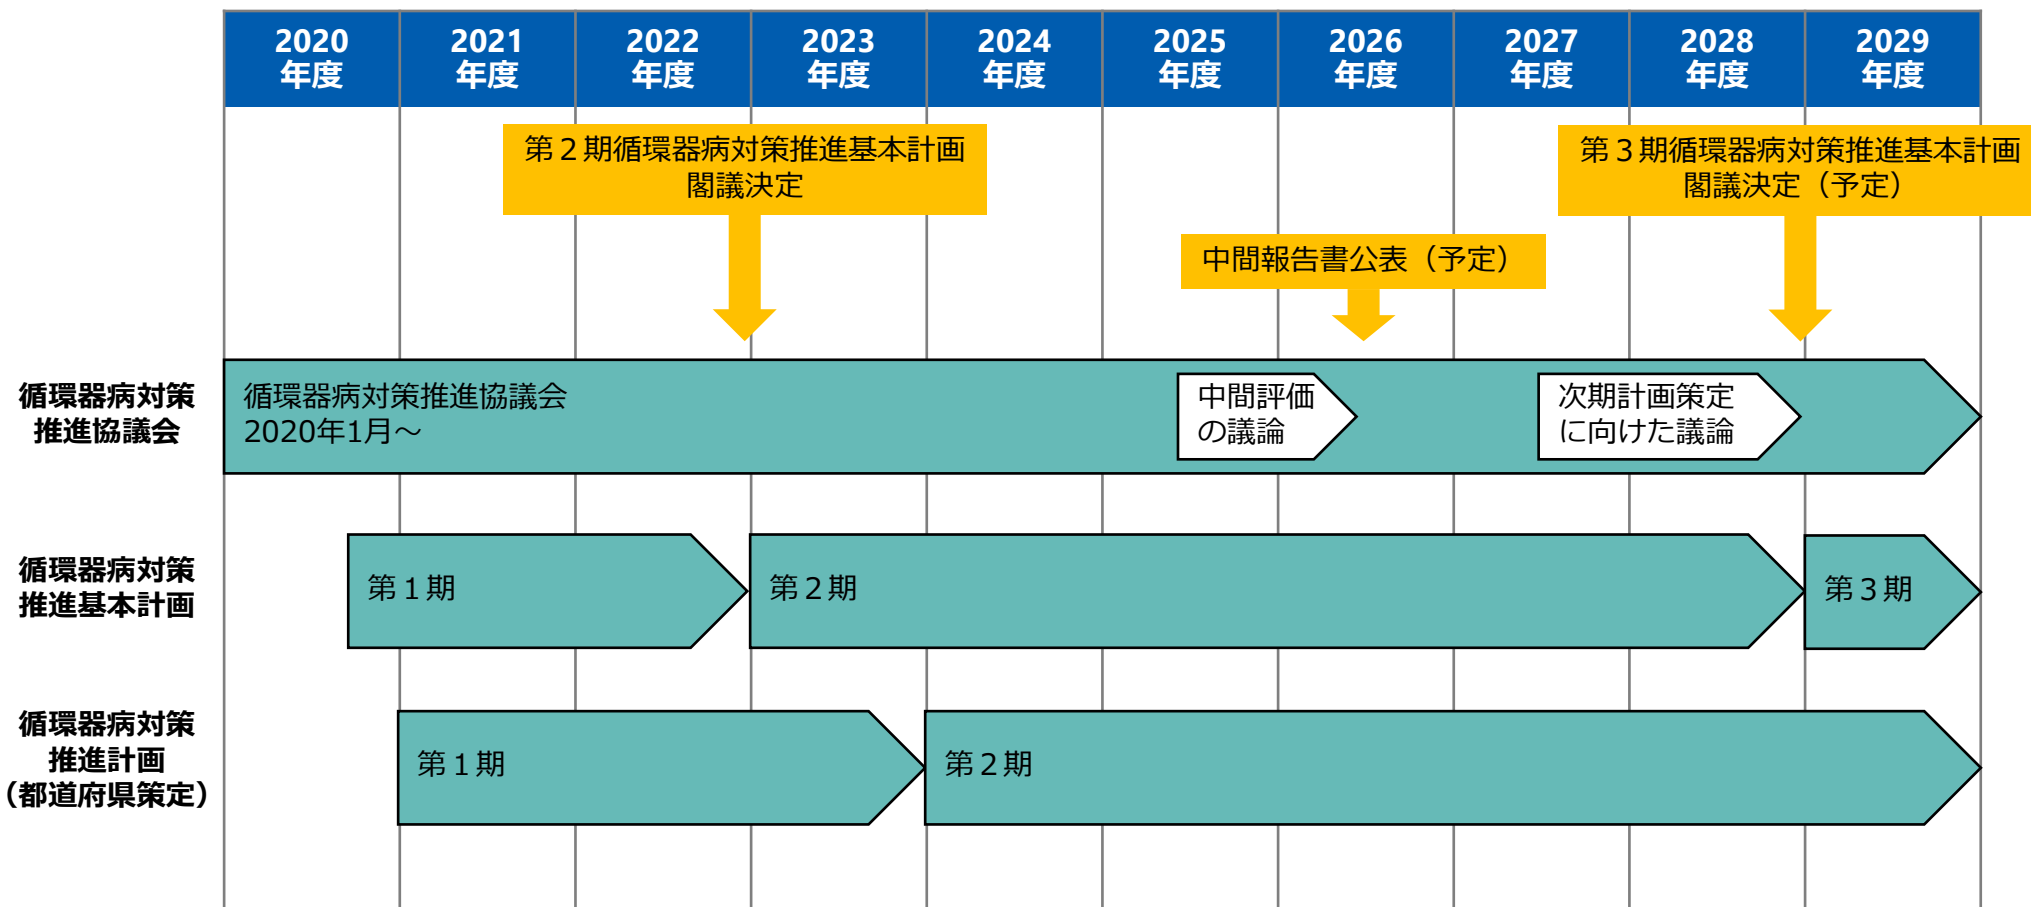 2020
年度
2021
年度
2022
年度
2023
年度
2024
年度
2025
年度
2026
年度
2027
年度
2028
年度
2029
年度
第２期循環器病対策推進基本計画
閣議決定
第３期循環器病対策推進基本計画
閣議決定（予定）
中間報告書公表（予定）
循環器病対策
推進協議会
循環器病対策推進協議会
2020年1月～
中間評価
の議論
次期計画策定
に向けた議論
循環器病対策
推進基本計画
第１期
第２期
第３期
循環器病対策
推進計画
（都道府県策定）
第１期
第２期